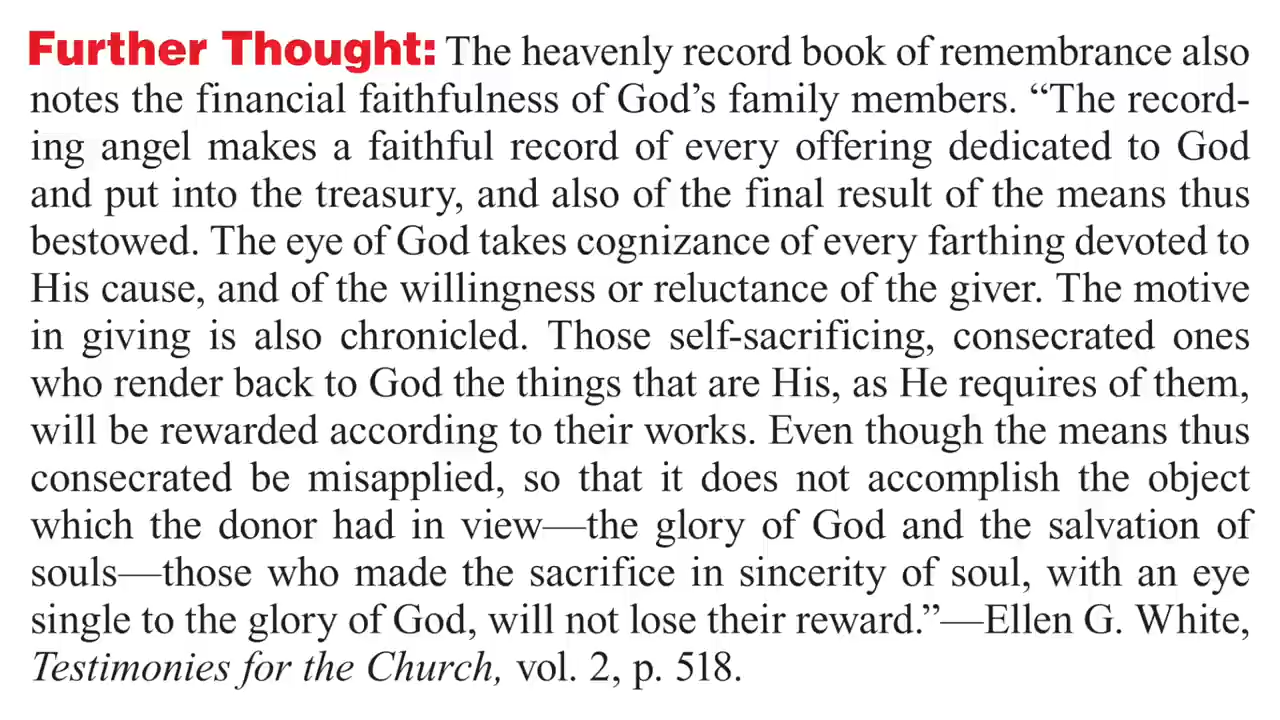 Further Thought: The heavenly record book of remembrance also
notes the financial faithfulness of God’s family members. “The record-
ing angel makes a faithful record of every offering dedicated to God
and put into the treasury, and also of the final result of the means thus
bestowed. The eye of God takes cognizance of every farthing devoted to
His cause, and of the willingness or reluctance of the giver. The motive
in giving is also chronicled. Those self-sacrificing, consecrated ones
who render back to God the things that are His, as He requires of them,
will be rewarded according to their works. Even though the means thus
consecrated be misapplied, so that it does not accomplish the object
which the donor had in view—the glory of God and the salvation of
souls—those who made the sacrifice in sincerity of soul, with an eye
single to the glory of God, will not lose their reward.”—Ellen G. White,
Testimonies for the Church, vol. 2, p. 518.